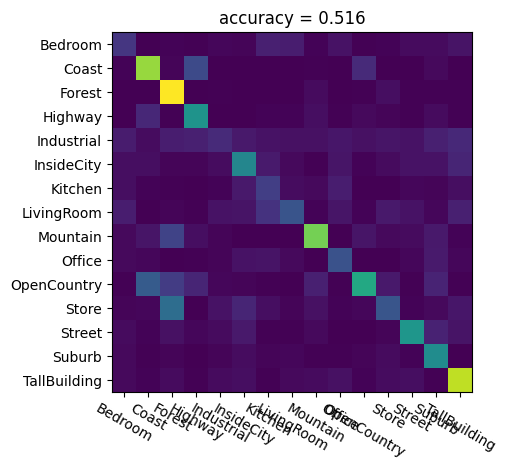 accuracy = 0.516
Bedroom
Coast
Forest
Highway
Industrial
InsideCity
Kitchen
LivingRoom
Mountain
Office
OpenCountry
Store
Street
Suburb
TallBuilding
Bedroom
Coast
Forest
Highway
Industrial
InsideCity
Kitchen
LivingRoom
Mountain
Office
OpenCountry
Store
Street
Suburb
TallBuilding